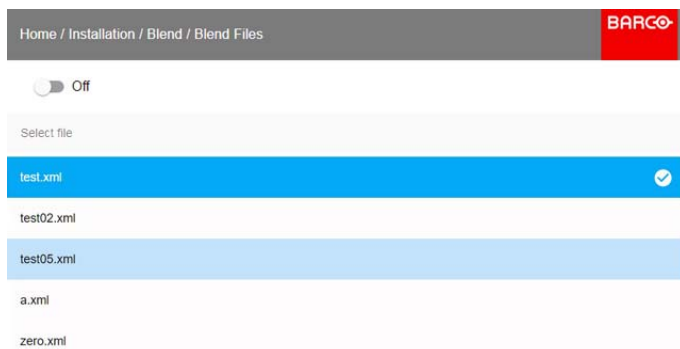 Home / Installation / Blend / Blend Files
BARCO
Off
Select file
test.xml
test02.xml
test05.xml
a.xml
zero.xml